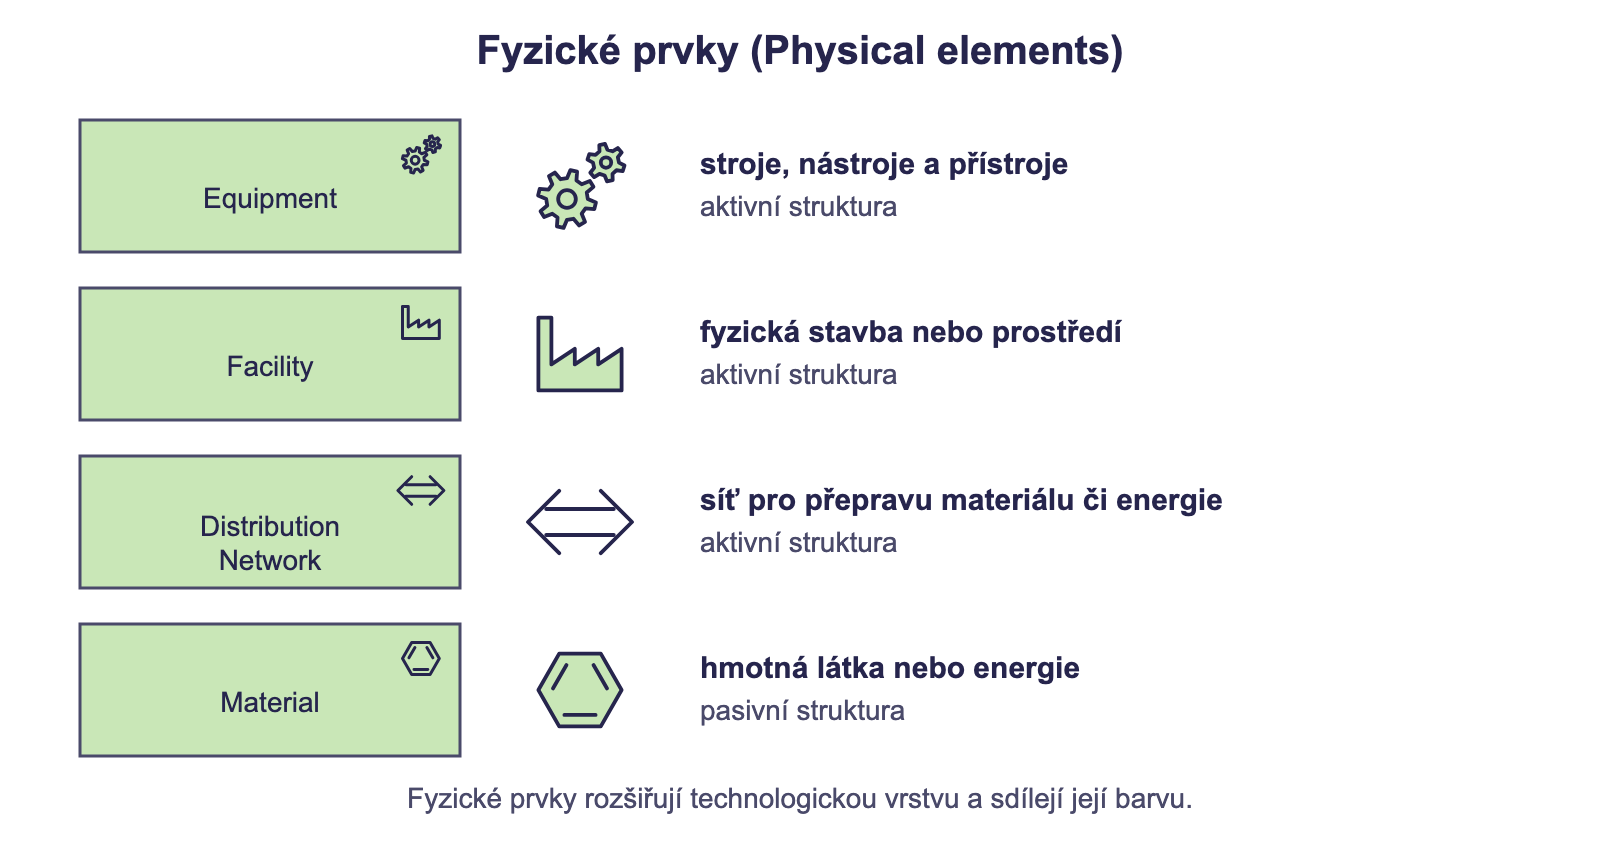 Fyzické prvky (Physical elements)
Equipment
stroje, nástroje a přístroje
aktivní struktura
Facility
fyzická stavba nebo prostředí
aktivní struktura
Distribution
Network
síť pro přepravu materiálu či energie
aktivní struktura
Material
hmotná látka nebo energie
pasivní struktura
Fyzické prvky rozšiřují technologickou vrstvu a sdílejí její barvu.